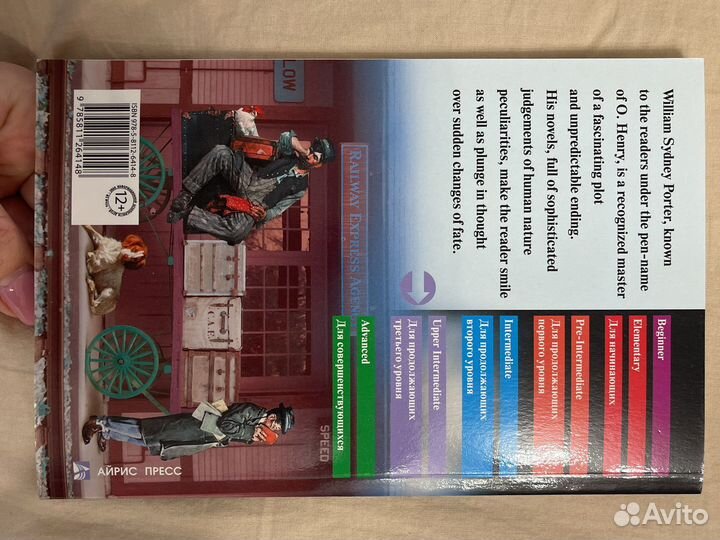 William Sydney Porter, known
to the readers under the pen-name
of O. Henry, is a recognized master
of a fascinating plot
and unpredictable ending.
His novels, full of sophisticated
judgements of human nature
peculiarities, make the reader smile
as well as plunge in thought
over sudden changes of fate.
Beginner
Elementary
Для начинающих
Pre-Intermediate
Для продолжающих
первого уровня
Intermediate
Для продолжающих
второго уровня
Upper Intermediate
Для продолжающих
третьего уровня
Advanced
Для совершенствующихся
LOW
RAILWAY EXPRESS AGEN
SPEED
ISBN 978-5-8112-6414-8
9 785811 264148
12+
АЙРИС ПРЕСС
Avito